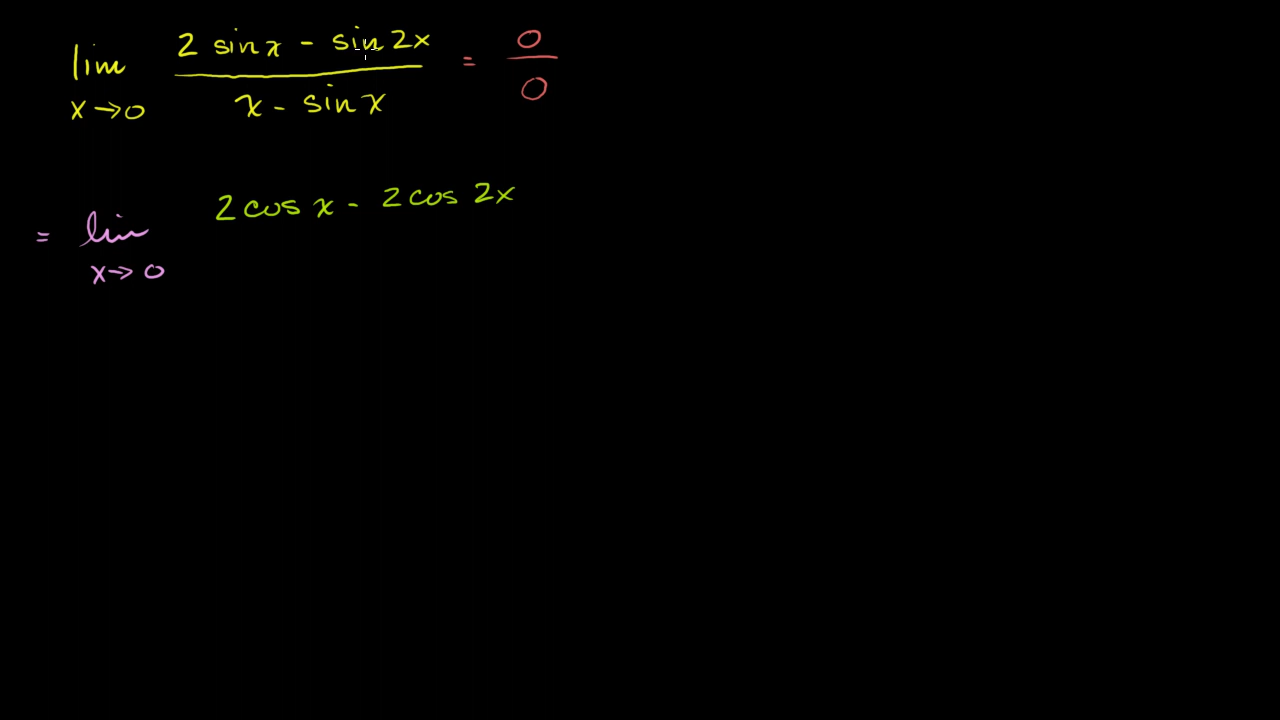 lim 2 sin x - sin 2x = 0
x→0 x - sin x 0
= lim 2 cos x - 2 cos 2x
x→0